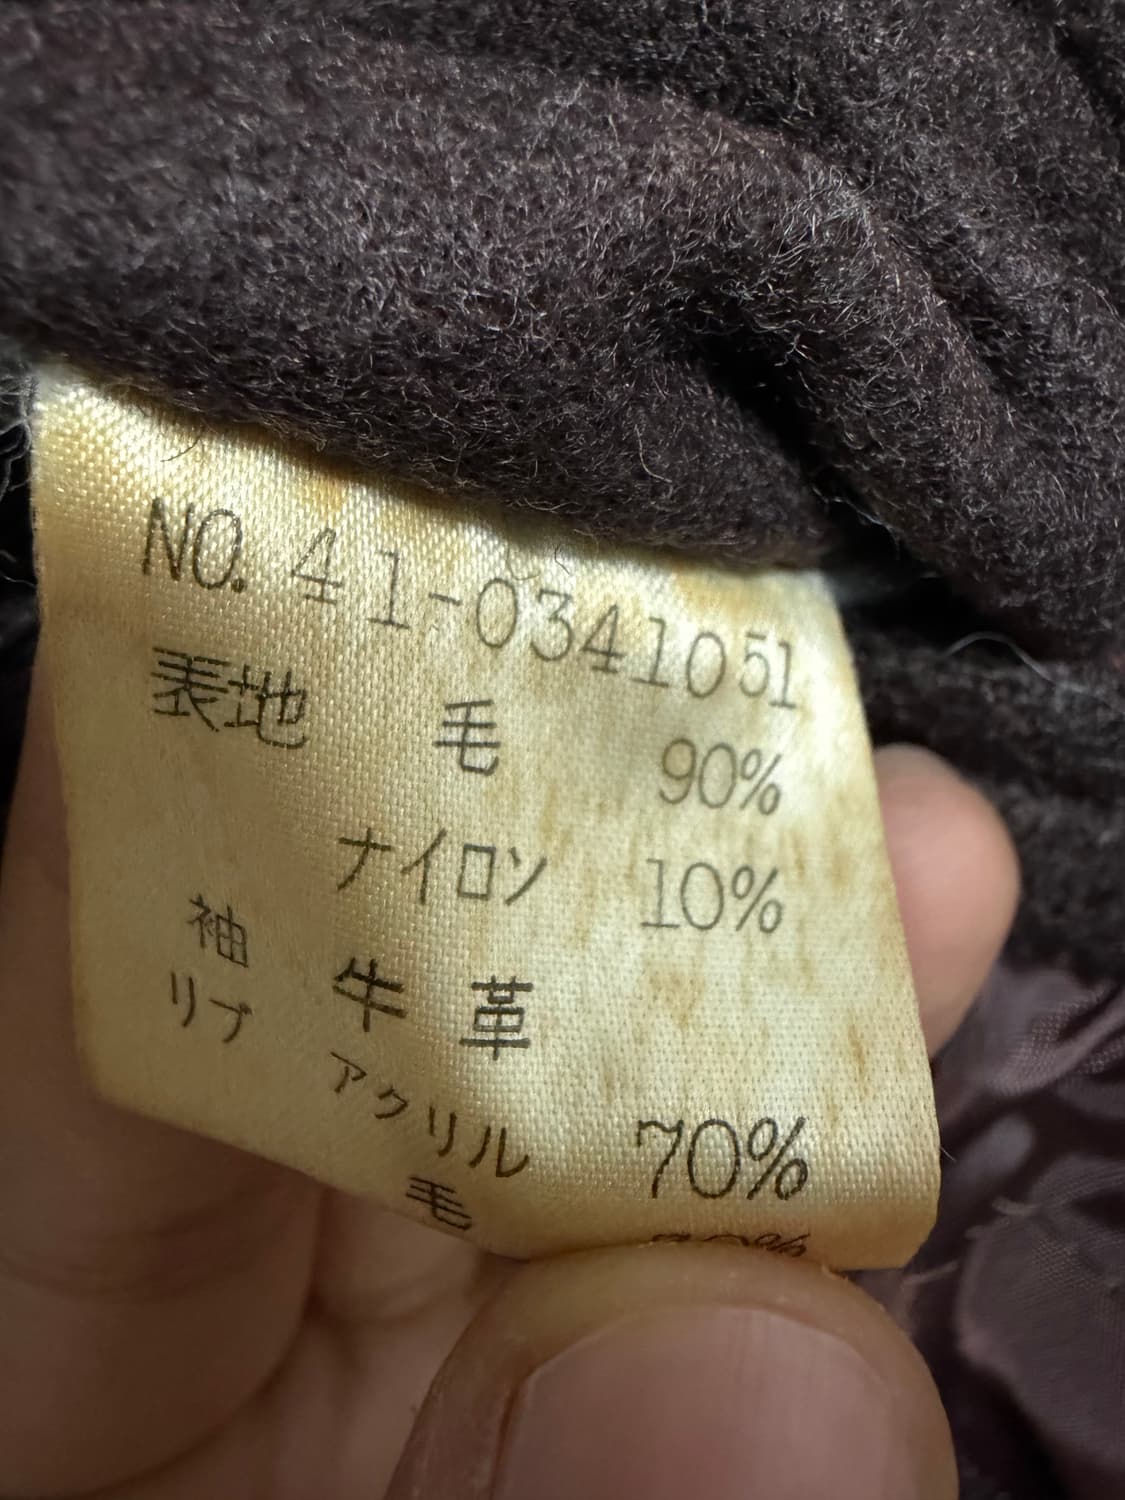 NO. 41-0341051
表地 毛 90%
ナイロン 10%
袖 牛革
リブ アクリル 70%
毛